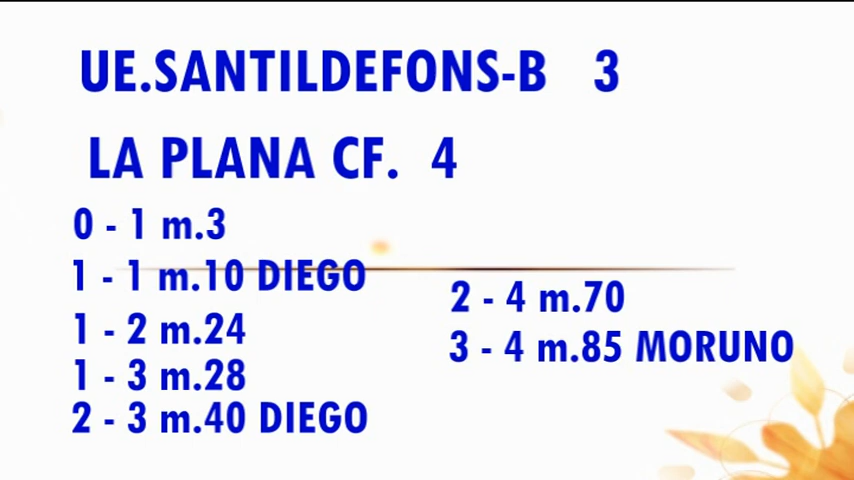 UE.SANTILDEFONS-B 3
LA PLANA CF. 4
0 - 1 m.3
1 - 1 m.10 DIEGO
1 - 2 m.24
1 - 3 m.28
2 - 3 m.40 DIEGO
2 - 4 m.70
3 - 4 m.85 MORUNO